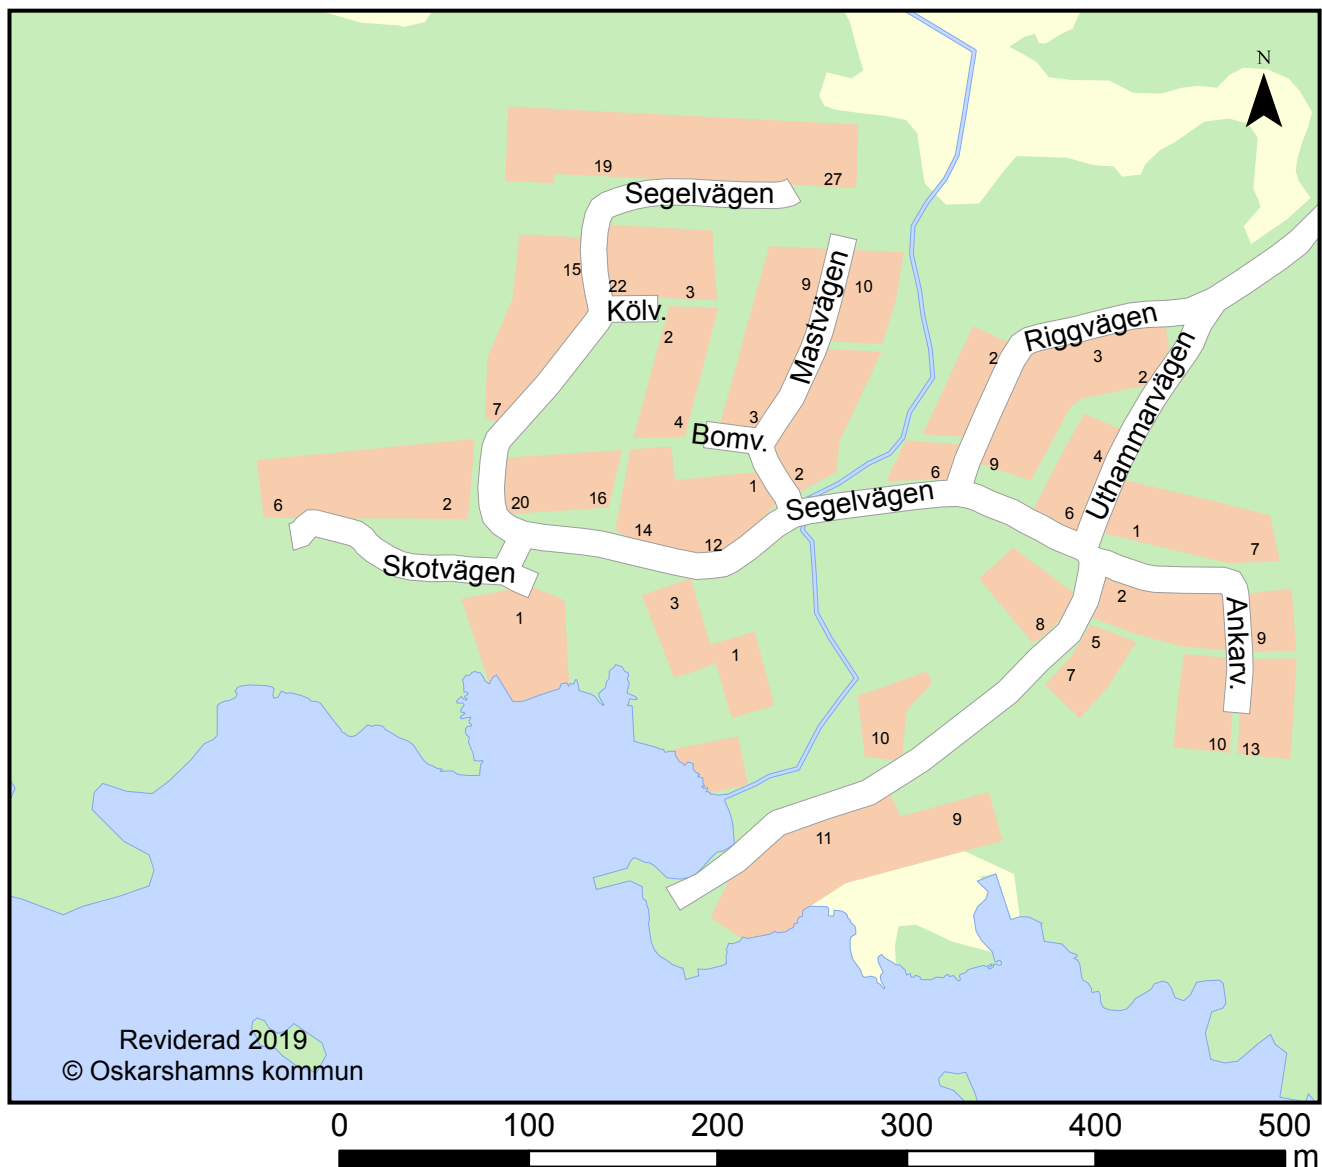 N
19
27
Segelvägen
15
22
3
9
10
Kölv.
Mastvägen
2
Riggvägen
2
3
2
Uthammarvägen
7
4
3
Bomv.
4
6
2
20
16
1
2
6
9
Segelvägen
6
1
7
14
12
Skotvägen
1
3
1
8
2
5
7
Ankarv.
9
10
10
13
11
9
Reviderad 2019
© Oskarshamns kommun
0 100 200 300 400 500
m